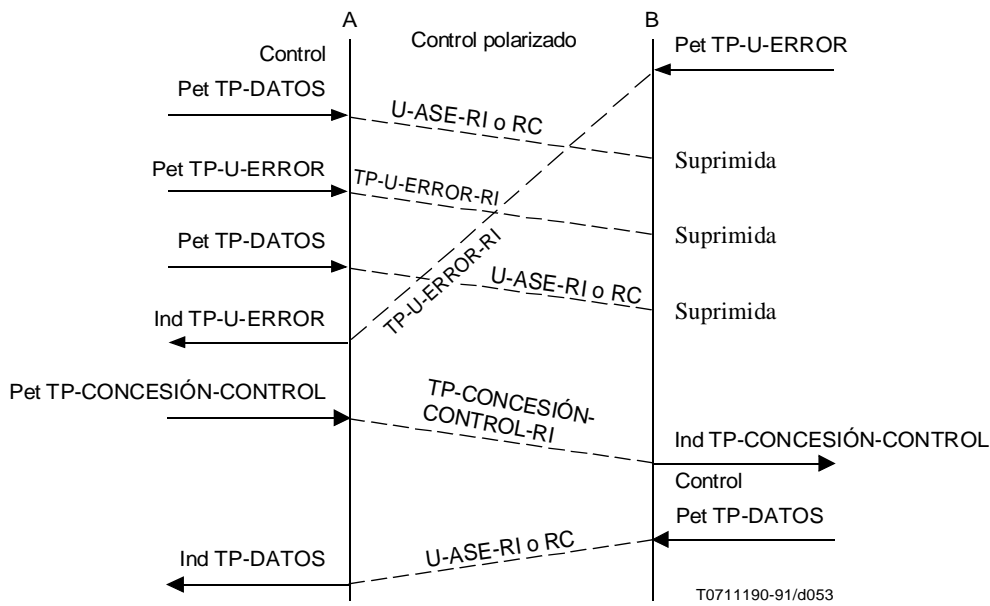 A
B
Control
Control polarizado
Pet TP-U-ERROR
Pet TP-DATOS
U-ASE-RI o RC
Suprimida
Pet TP-U-ERROR
TP-U-ERROR-RI
Suprimida
Pet TP-DATOS
TP-U-ERROR-RI
U-ASE-RI o RC
Suprimida
Ind TP-U-ERROR
Pet TP-CONCESIÓN-CONTROL
TP-CONCESIÓN-
CONTROL-RI
Ind TP-CONCESIÓN-CONTROL
Control
Pet TP-DATOS
Ind TP-DATOS
U-ASE-RI o RC
T0711190-91/d053